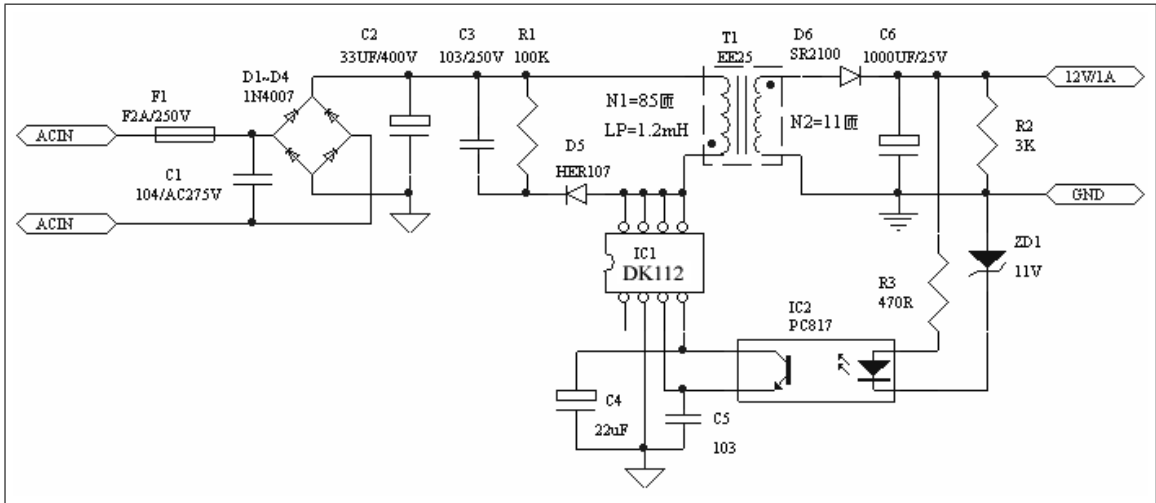 C2
33UF/400V
C3
103/250V
R1
100K
T1
EE25
D6
SR2100
C6
1000UF/25V
D1~D4
1N4007
12V/1A
F1
F2A/250V
N1=85匝
LP=1.2mH
N2=11匝
R2
3K
ACIN
D5
HER107
C1
104/AC275V
GND
ACIN
IC1
DK112
ZD1
11V
R3
470R
IC2
PC817
C4
22uF
C5
103